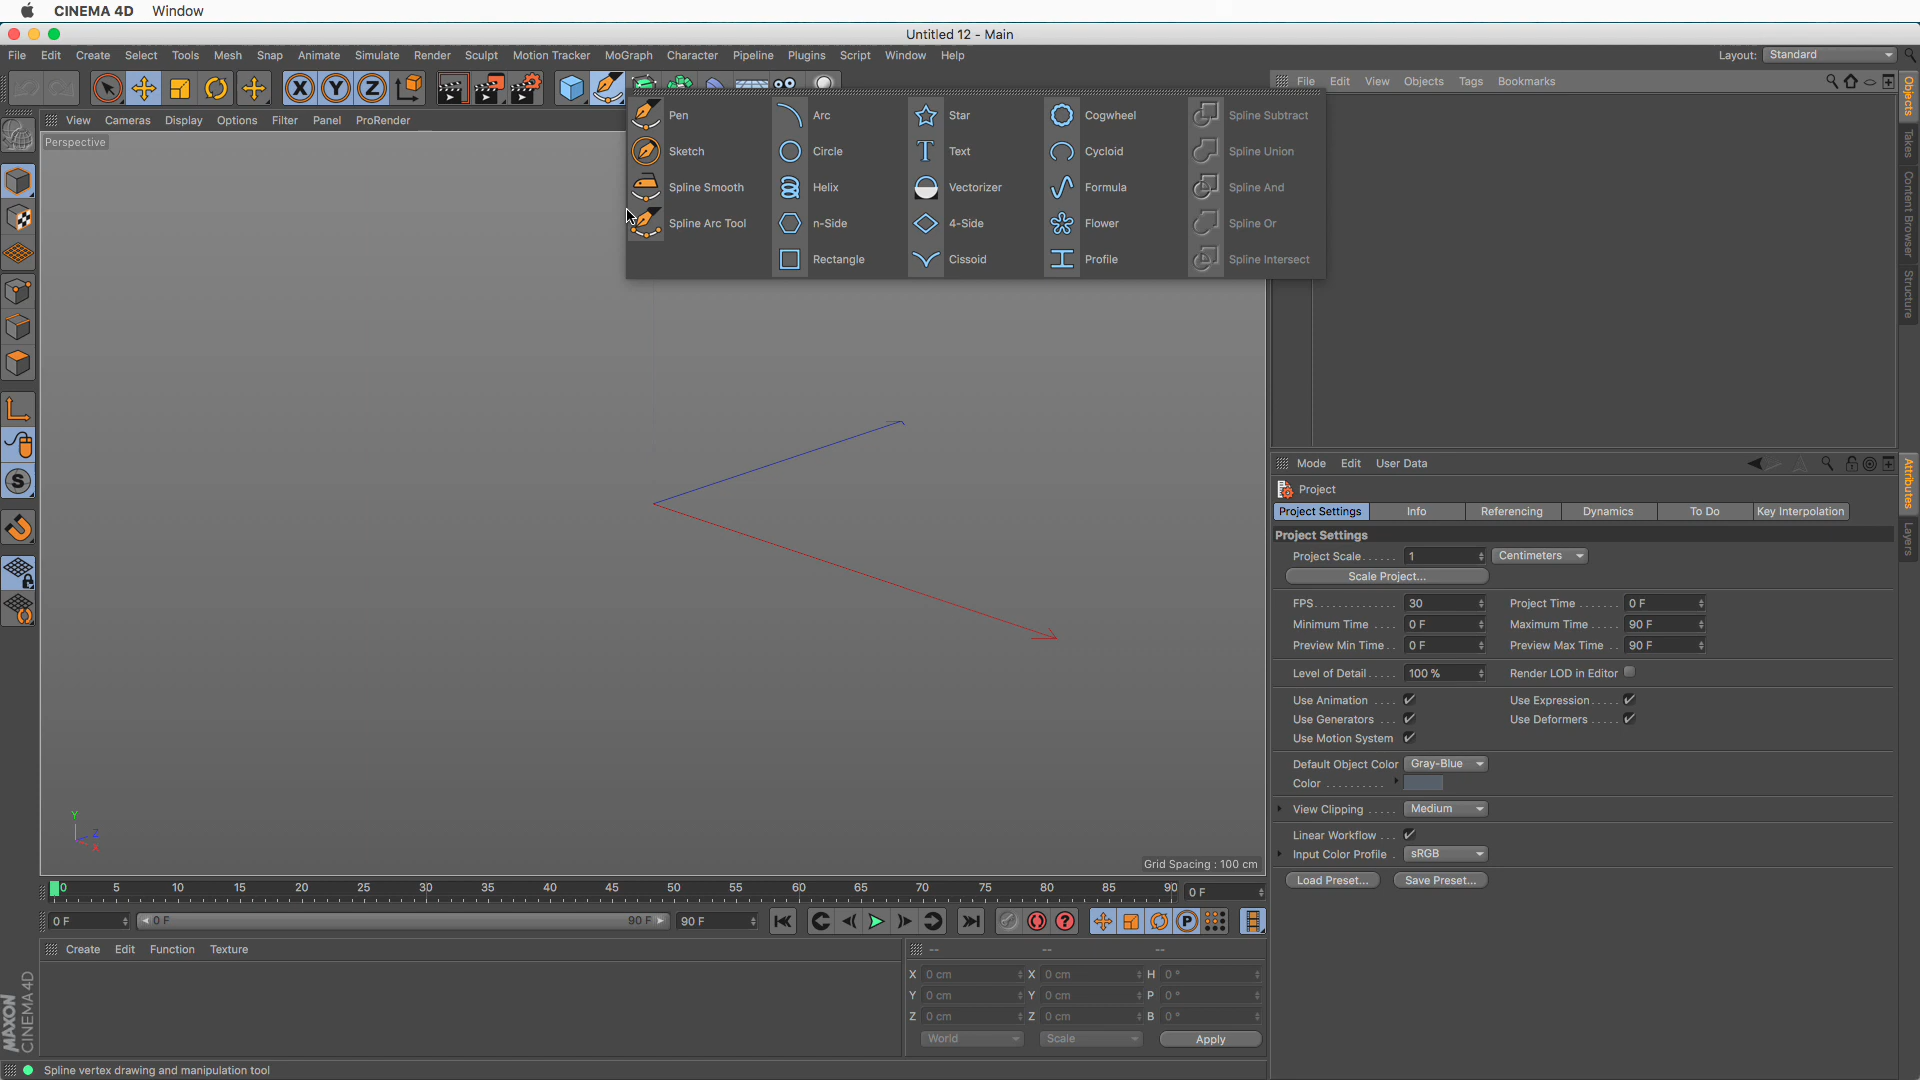 CINEMA 4D Window
Untitled 12 - Main
File Edit Create Select Tools Mesh Snap Animate Simulate Render Sculpt Motion Tracker MoGraph Character Pipeline Plugins Script Window Help
Layout: Standard
File Edit View Objects Tags Bookmarks
View Cameras Display Options Filter Panel ProRender
Perspective
Pen Arc Star Cogwheel Spline Subtract
Sketch Circle Text Cycloid Spline Union
Spline Smooth Helix Vectorizer Formula Spline And
Spline Arc Tool n-Side 4-Side Flower Spline Or
Rectangle Cissoid Profile Spline Intersect
Objects
Takes
Content Browser
Structure
Mode Edit User Data
Project
Project Settings Info Referencing Dynamics To Do Key Interpolation
Project Settings
Project Scale...... 1 Centimeters
Scale Project...
FPS............. 30 Project Time ....... 0 F
Minimum Time .... 0 F Maximum Time ..... 90 F
Preview Min Time.. 0 F Preview Max Time .. 90 F
Level of Detail..... 100 % Render LOD in Editor
Use Animation .... Use Expression.....
Use Generators ... Use Deformers .....
Use Motion System
Default Object Color Gray-Blue
Color ..........
View Clipping ..... Medium
Linear Workflow ...
Input Color Profile . sRGB
Load Preset... Save Preset...
Attributes
Layers
Y
Z
X
Grid Spacing : 100 cm
0 5 10 15 20 25 30 35 40 45 50 55 60 65 70 75 80 85 90 0 F
0 F 0 F 90 F 90 F
P
Create Edit Function Texture
-- -- --
X 0 cm X 0 cm H 0 °
Y 0 cm Y 0 cm P 0 °
Z 0 cm Z 0 cm B 0 °
World Scale Apply
MAXON
CINEMA 4D
Spline vertex drawing and manipulation tool